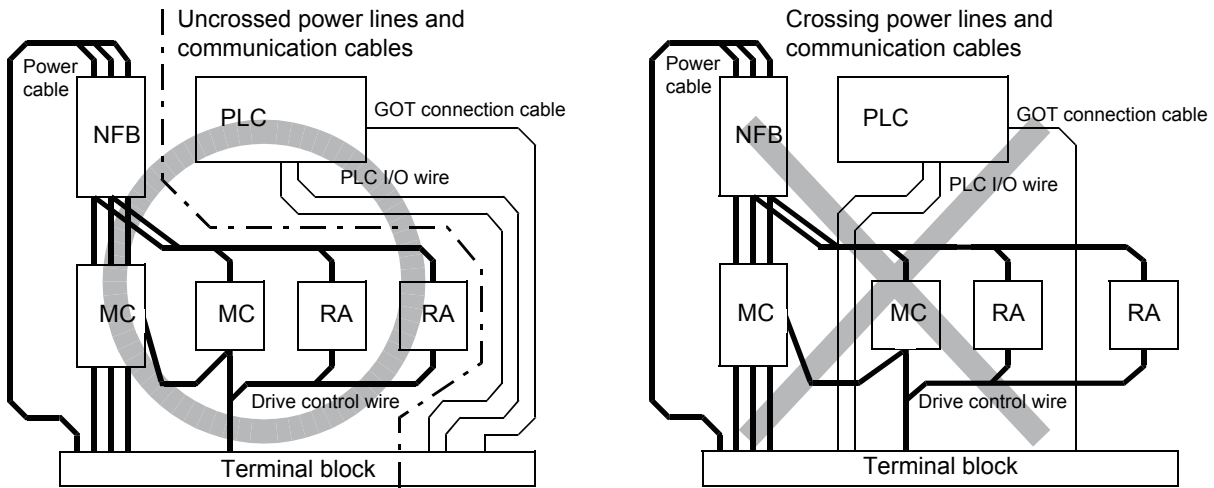 Uncrossed power lines and
communication cables
Power
cable
NFB
PLC
GOT connection cable
PLC I/O wire
MC
MC
RA
RA
Drive control wire
Terminal block
Crossing power lines and
communication cables
Power
cable
NFB
PLC
GOT connection cable
PLC I/O wire
MC
MC
RA
RA
Drive control wire
Terminal block